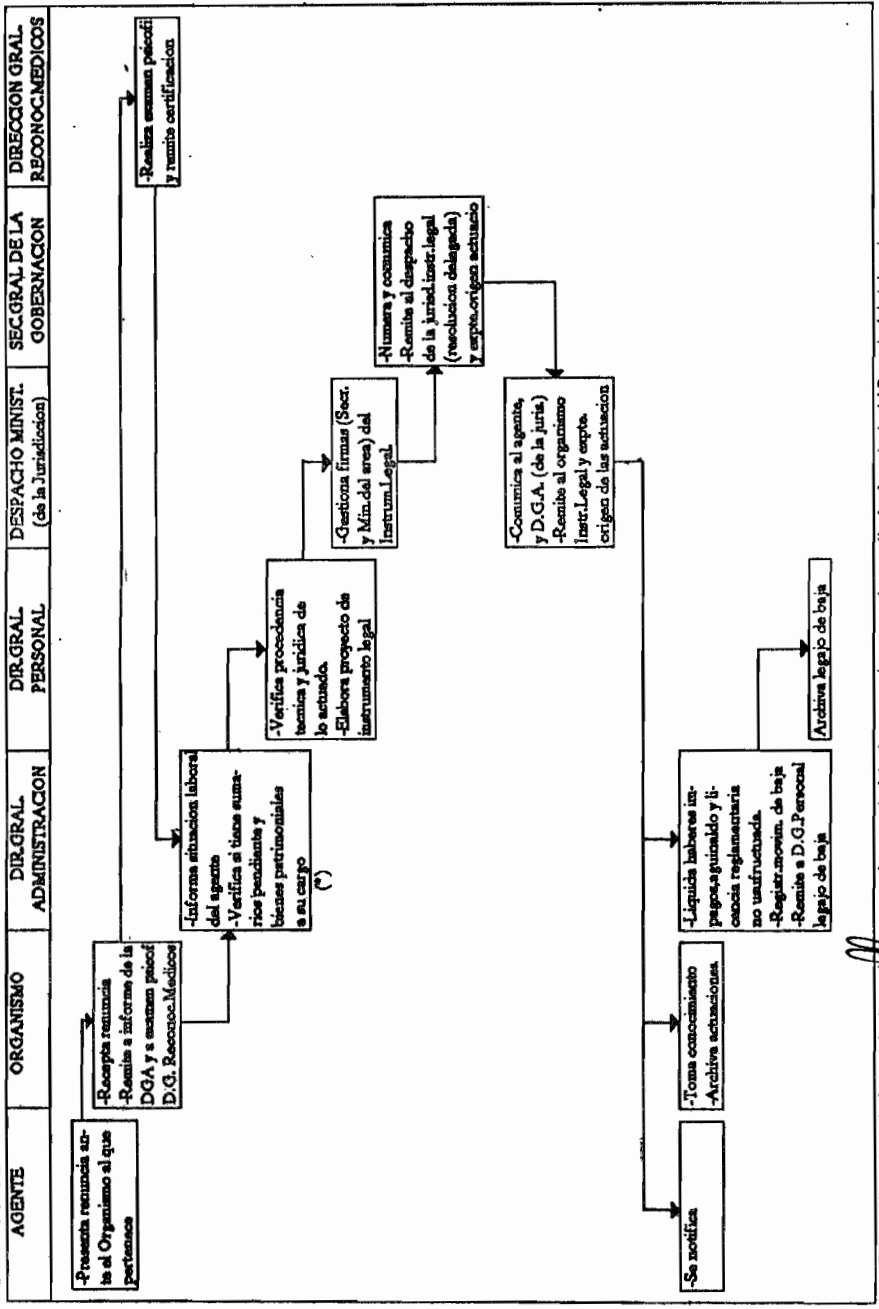 AGENTE
ORGANISMO
DIR.GRAL.
ADMINISTRACION
DIR.GRAL.
PERSONAL
DESPACHO MINIST.
(de la Jurisdiccion)
SEC.GRAL DE LA
GOBERNACION
DIRECCION GRAL.
RECONOC.MEDICOS
-Presenta renuncia an-
te el Organismo al que
pertenece
-Recepta renuncia
-Remite a informe de la
DGA y a examen psicof
D.G. Reconoc.Medicos
-Realiza examen psicofi
y remite certificacion
-Informa situacion laboral
del agente
-Verifica si tiene suma-
rios pendiente y
bienes patrimoniales
a su cargo
(*)
-Verifica procedencia
tecnica y juridica de
lo actuado.
-Elabora proyecto de
instrumento legal
-Gestiona firmas (Secr.
y Min.del area) del
Instrum.Legal.
-Numera y comunica
-Remite al despacho
de la juried.instr.legal
(resolucion delagada)
y expte.origen actuacio
-Comunica al agente,
y D.G.A. (de la juris.)
-Remite al organismo
Instr.Legal y expte.
origen de las actuacion
-Se notifica
-Toma conocimiento
-Archiva actuaciones.
-Liquida haberes im-
pagos,aguinaldo y li-
cencia reglamentaria
no usufructuada.
-Registr.movim. de baja
-Remite a D.G.Personal
legajo de baja
Archiva legajo de baja